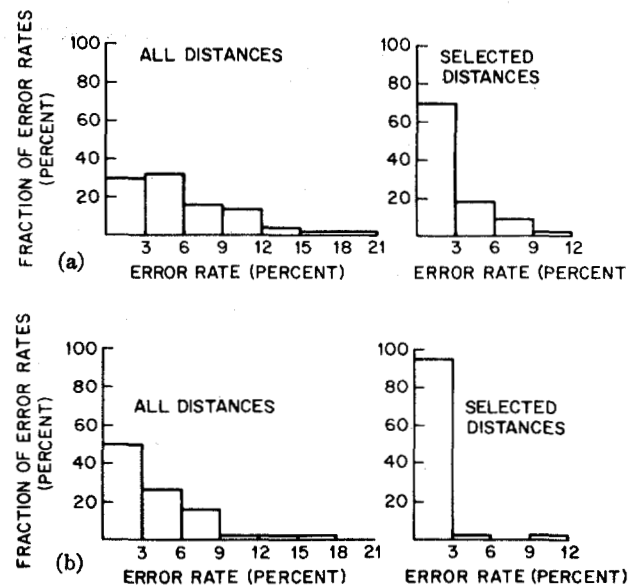 FRACTION OF ERROR RATES
(PERCENT)
100
80
60
40
20
ALL DISTANCES
3 6 9 12 15 18 21
ERROR RATE (PERCENT)
(a)
100
80
60
40
20
SELECTED
DISTANCES
3 6 9 12
ERROR RATE (PERCENT
FRACTION OF ERROR RATES
(PERCENT)
100
80
60
40
20
ALL DISTANCES
3 6 9 12 15 18 21
ERROR RATE (PERCENT)
(b)
100
80
60
40
20
SELECTED
DISTANCES
3 6 9 12
ERROR RATE (PERCENT)